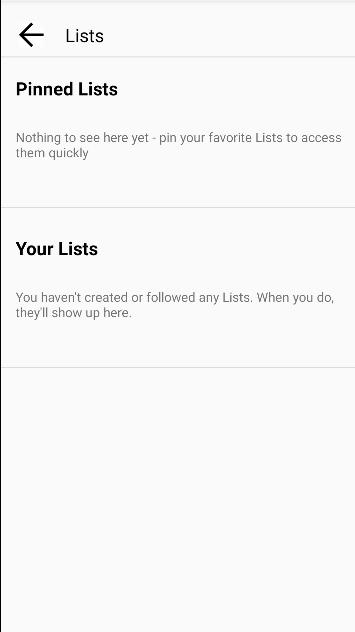 Lists
Pinned Lists
Nothing to see here yet - pin your favorite Lists to access
them quickly
Your Lists
You haven't created or followed any Lists. When you do,
they'll show up here.